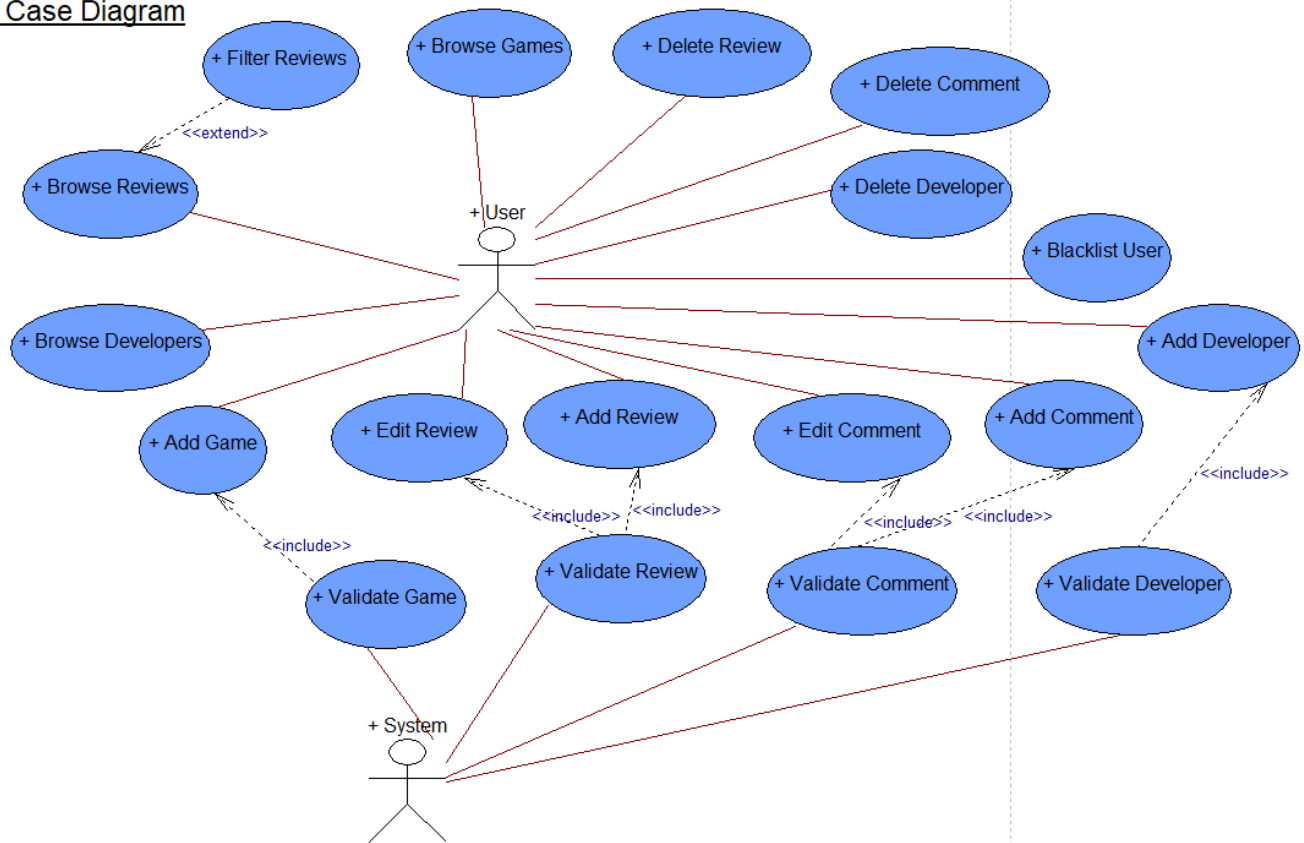 Case Diagram
+ Filter Reviews
+ Browse Games
+ Delete Review
+ Delete Comment
<<extend>>
+ Browse Reviews
+ Delete Developer
+ User
+ Blacklist User
+ Browse Developers
+ Add Developer
+ Add Game
+ Edit Review
+ Add Review
+ Edit Comment
+ Add Comment
<<include>>
<<include>>
<<include>>
<<include>>
<<include>>
<<include>>
+ Validate Game
+ Validate Review
+ Validate Comment
+ Validate Developer
+ System